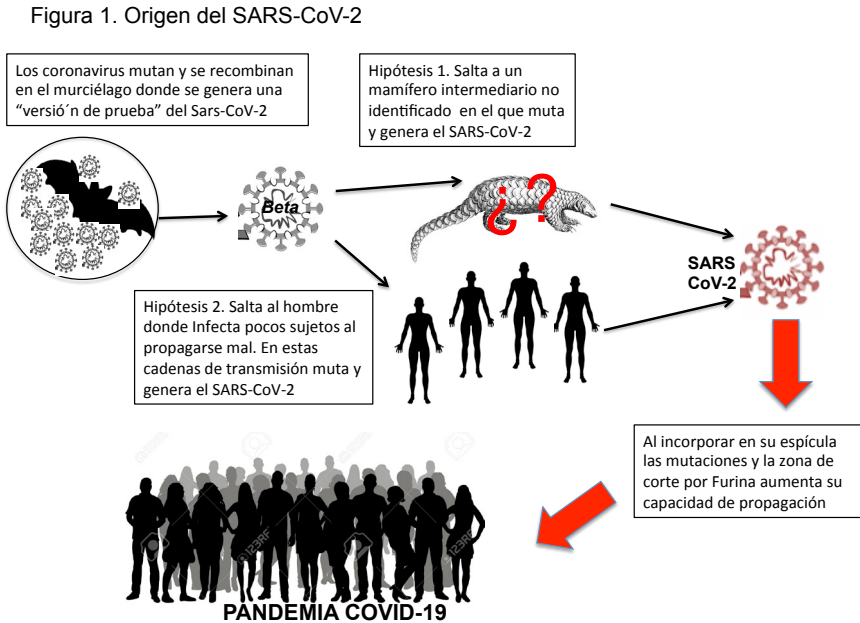 Figura 1. Origen del SARS-CoV-2
Los coronavirus mutan y se recombinan
en el murciélago donde se genera una
“versió´n de prueba” del Sars-CoV-2
Hipótesis 1. Salta a un
mamífero intermediario no
identificado en el que muta
y genera el SARS-CoV-2
Beta
¿ ?
SARS
CoV-2
Hipótesis 2. Salta al hombre
donde Infecta pocos sujetos al
propagarse mal. En estas
cadenas de transmisión muta y
genera el SARS-CoV-2
Al incorporar en su espícula
las mutaciones y la zona de
corte por Furina aumenta su
capacidad de propagación
123RF
©123RF
PANDEMIA COVID-19